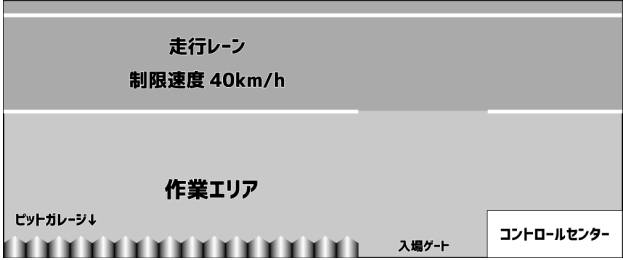 走行レーン
制限速度 40km/h
作業エリア
ピットガレージ↓
入場ゲート
コントロールセンター